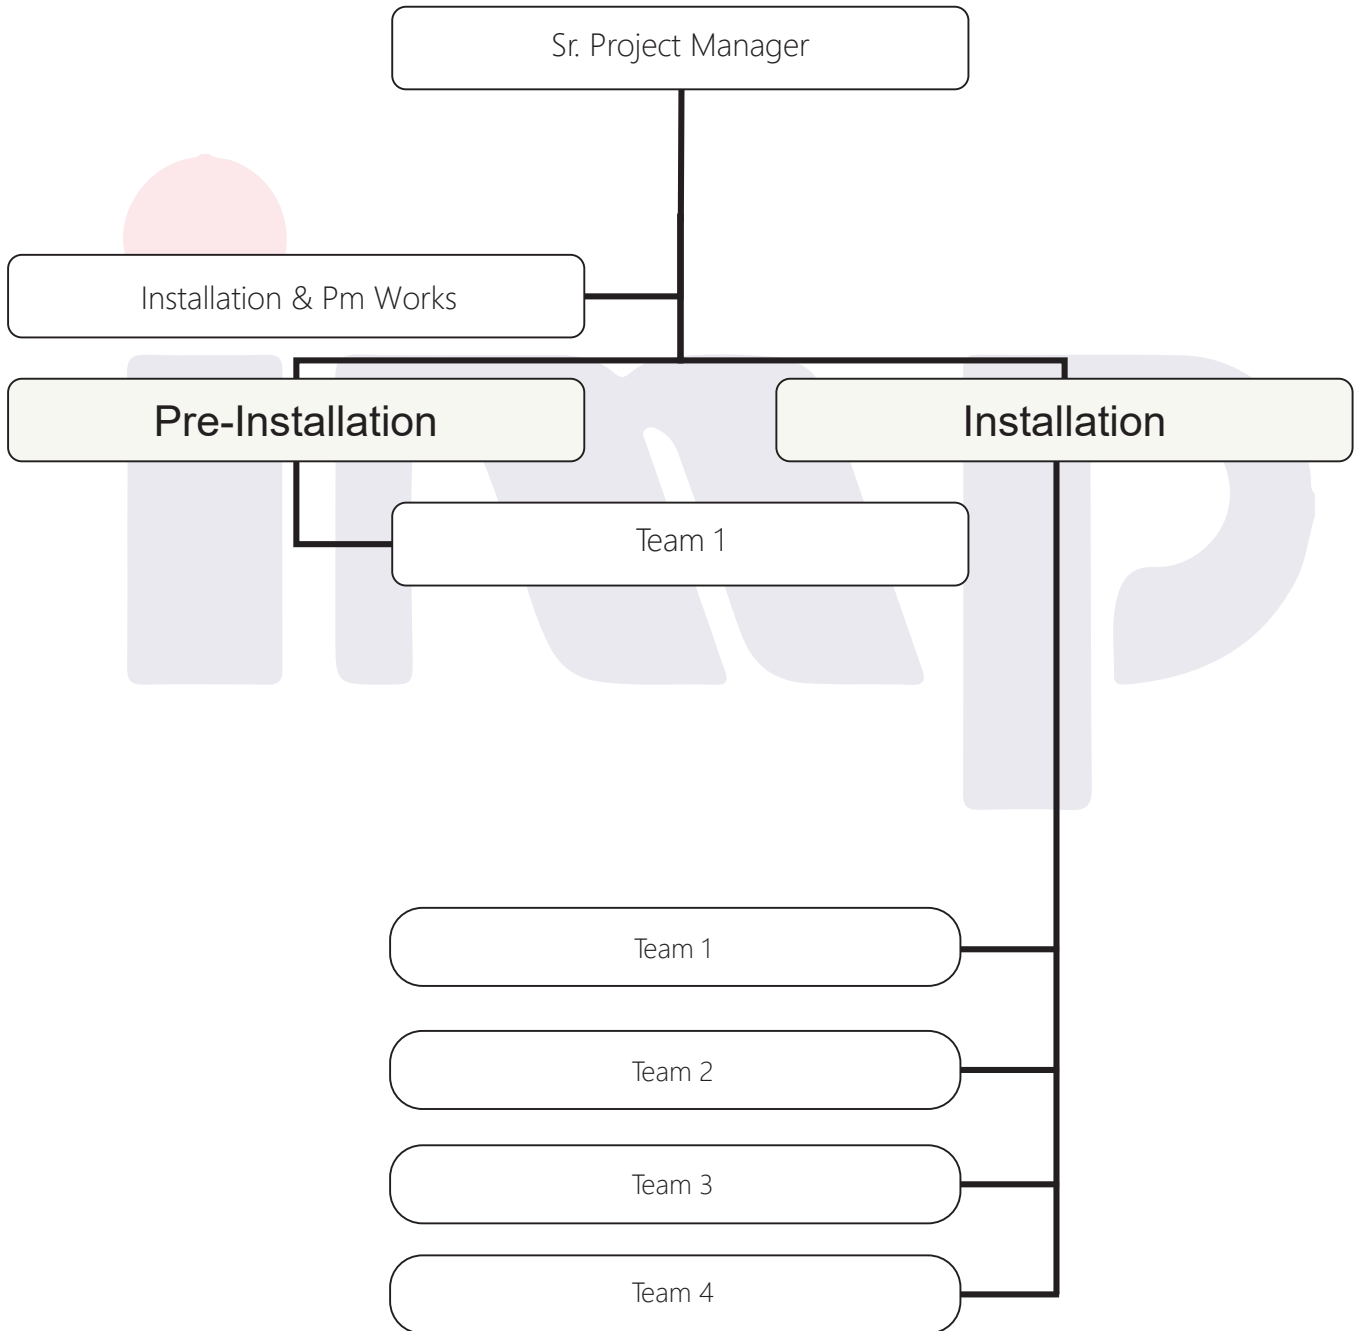 Sr. Project Manager
Installation & Pm Works
Pre-Installation
Installation
Team 1
Team 1
Team 2
Team 3
Team 4